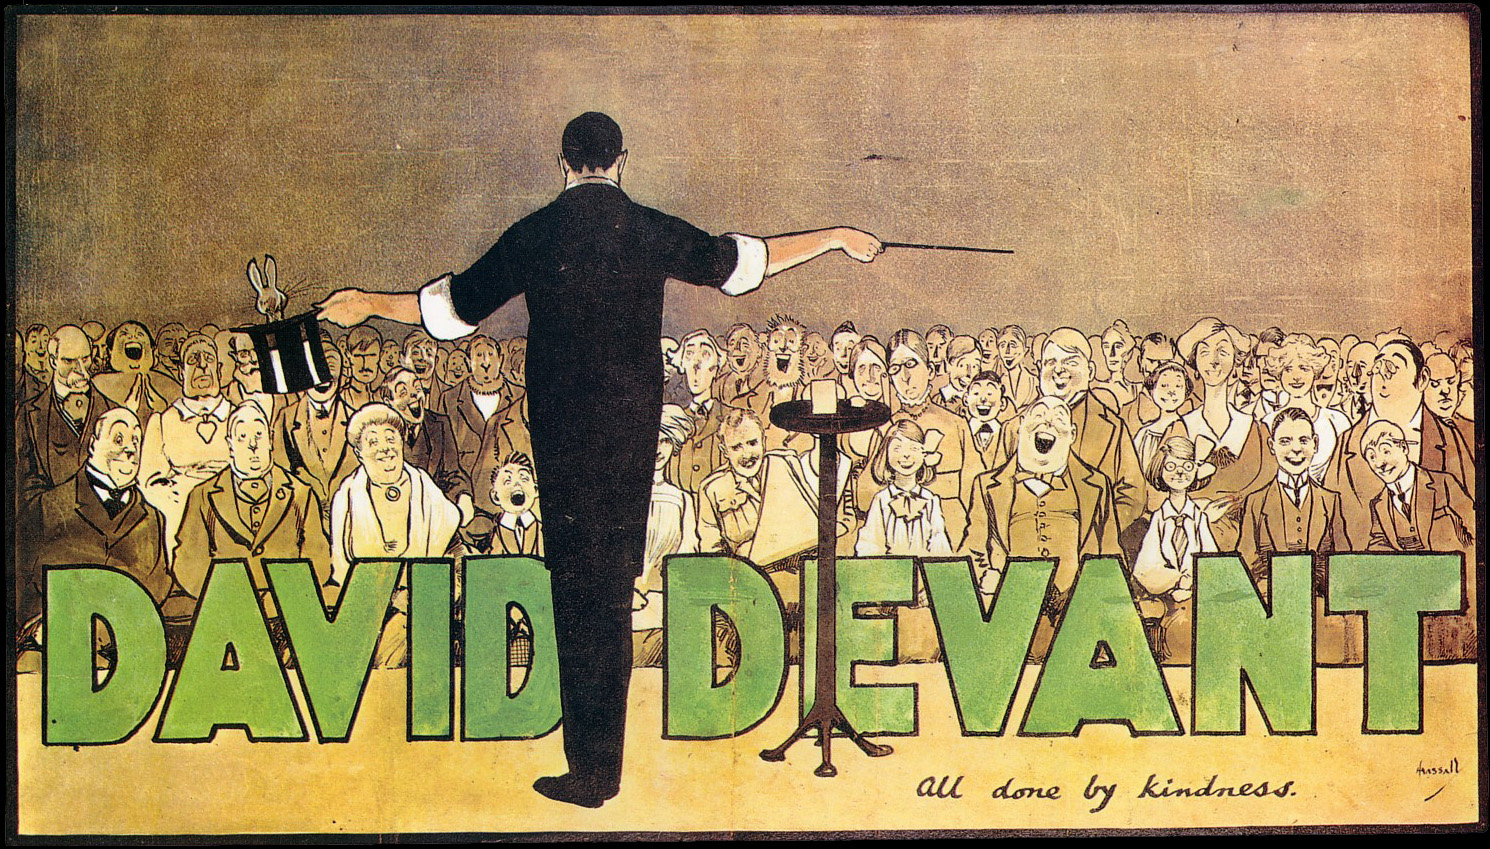 DAVID DEVANT
All done by kindness.
Hassall